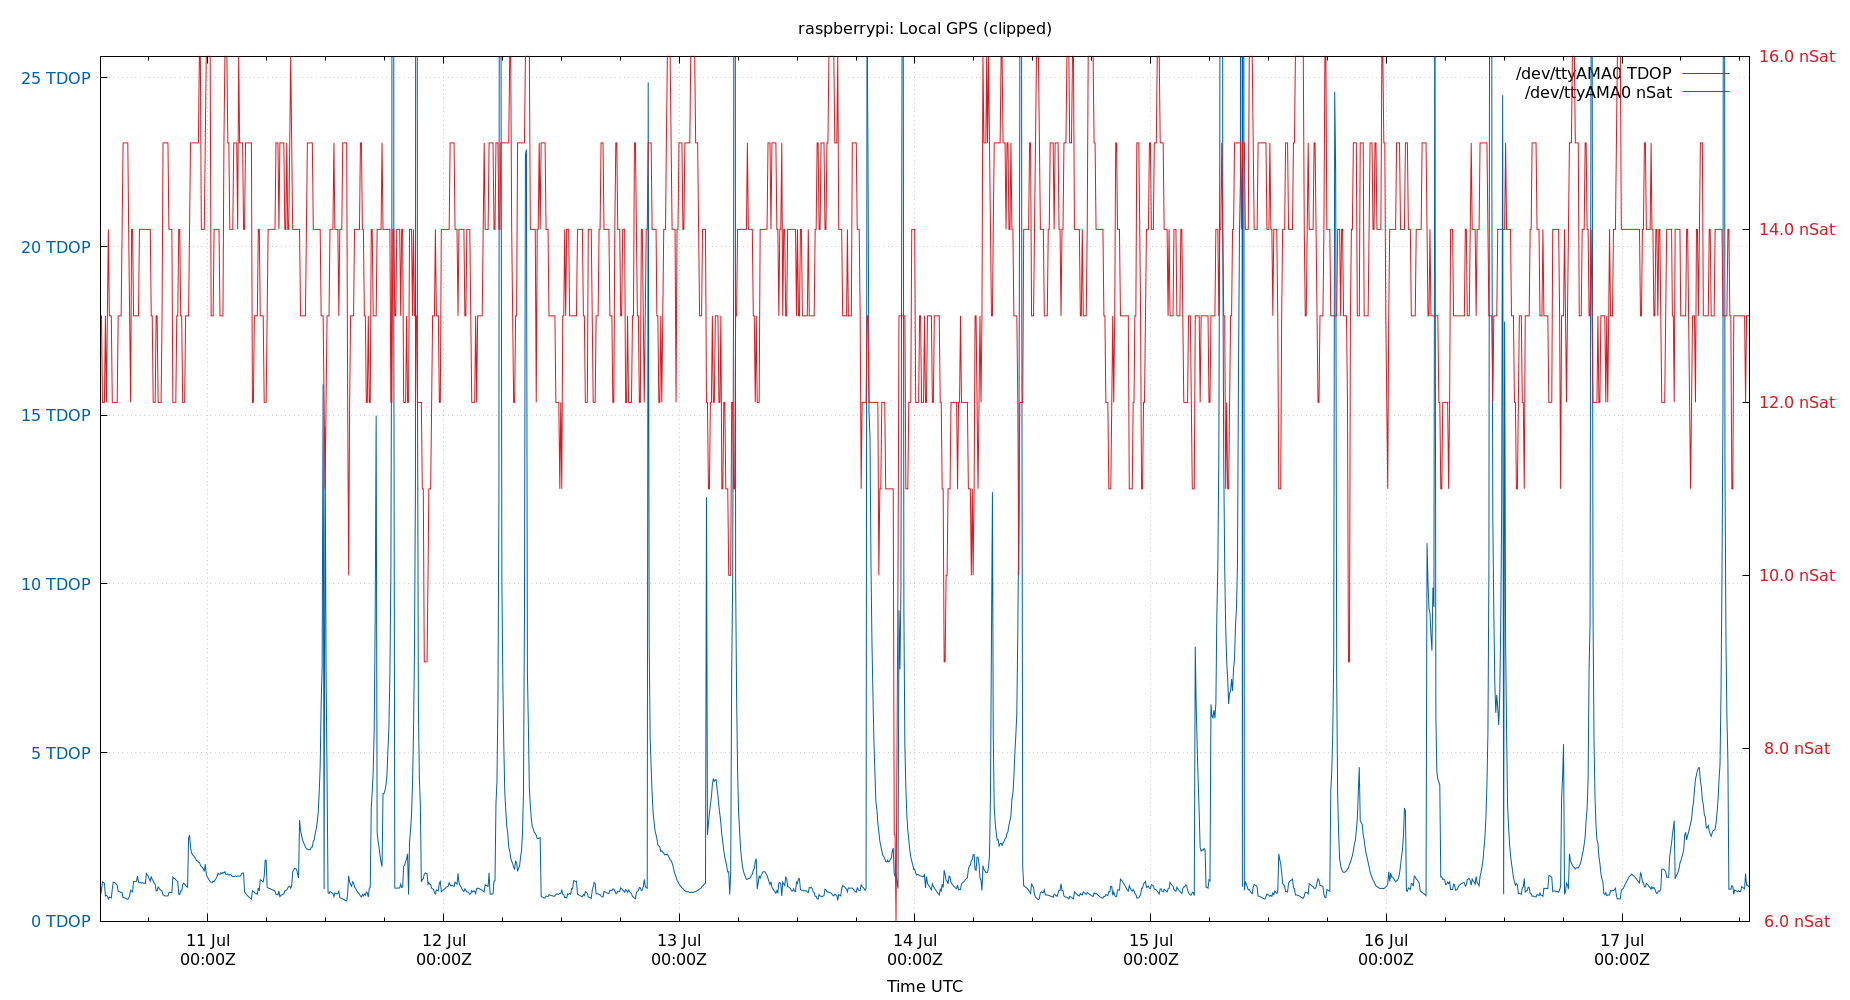 raspberrypi: Local GPS (clipped)
25 TDOP
20 TDOP
15 TDOP
10 TDOP
5 TDOP
0 TDOP
16.0 nSat
14.0 nSat
12.0 nSat
10.0 nSat
8.0 nSat
6.0 nSat
/dev/ttyAMA0 TDOP
/dev/ttyAMA0 nSat
11 Jul
00:00Z
12 Jul
00:00Z
13 Jul
00:00Z
14 Jul
00:00Z
15 Jul
00:00Z
16 Jul
00:00Z
17 Jul
00:00Z
Time UTC